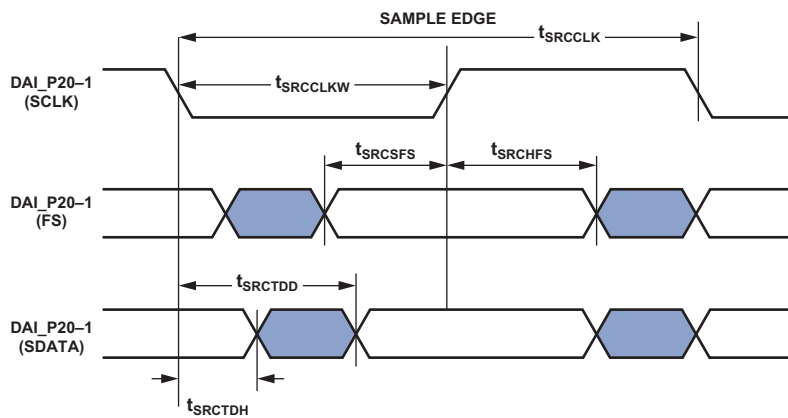 SAMPLE EDGE
tSRCCLK
DAI_P20–1
(SCLK)
tSRCCLKW
tSRCSFS
tSRCHFS
DAI_P20–1
(FS)
tSRCTDD
DAI_P20–1
(SDATA)
tSRCTDH